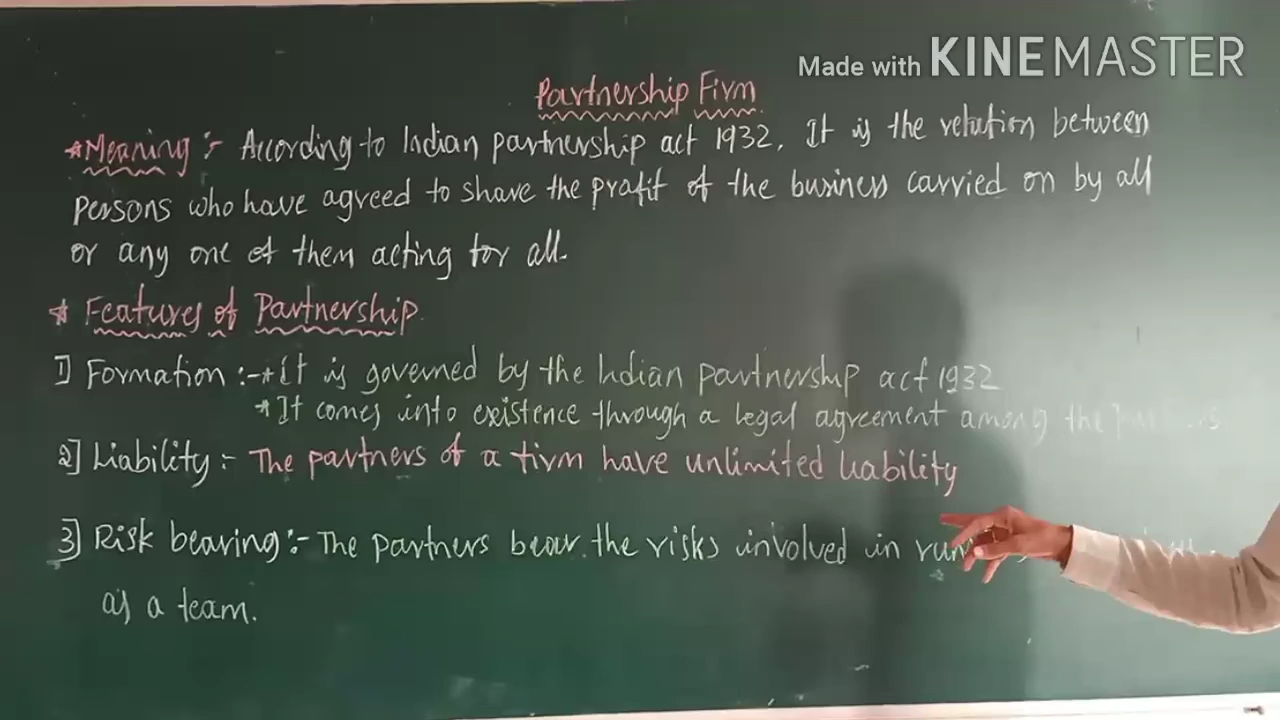 Made with KINEMASTER
Partnership Firm
*Meaning :- According to Indian partnership act 1932, It is the relation between
persons who have agreed to share the profit of the business carried on by all
or any one of them acting for all.
* Features of Partnership.
1] Formation :- * it is governed by the Indian partnership act 1932
* It comes into existence through a legal agreement among the
2] Liability :- The partners of a firm have unlimited liability
3] Risk bearing :- The partners bear the risks involved in
as a team.